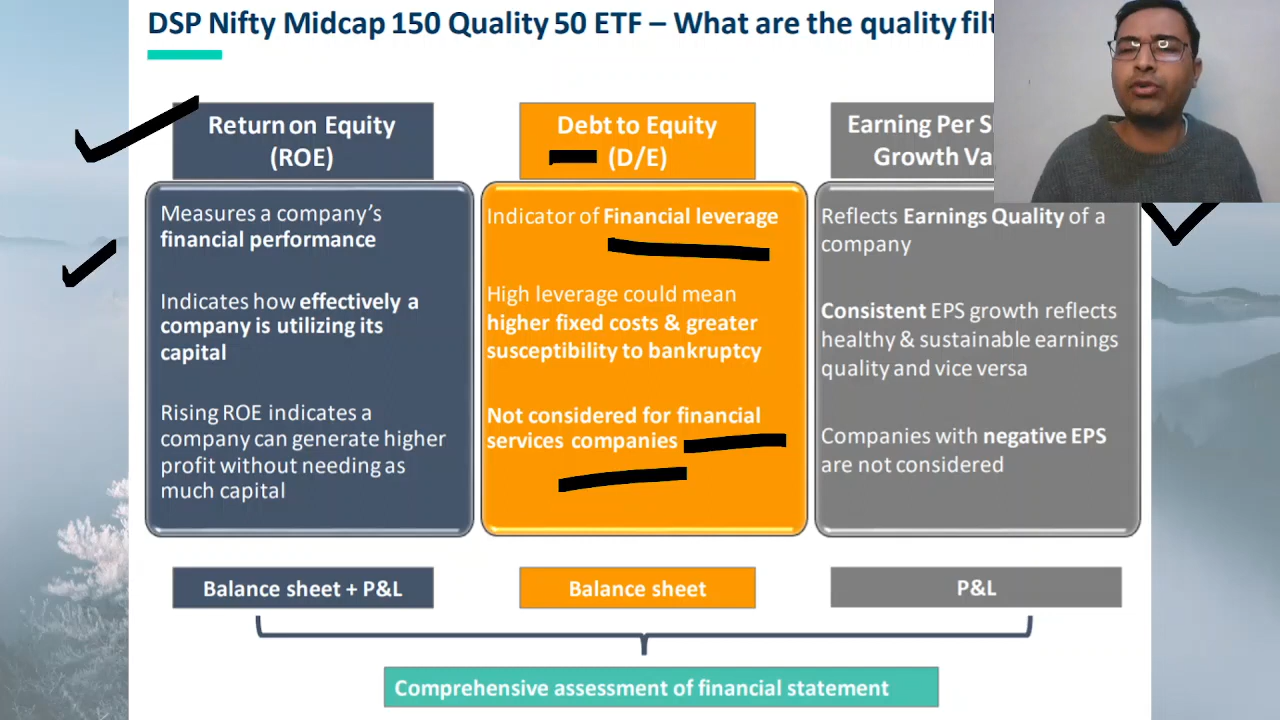 DSP Nifty Midcap 150 Quality 50 ETF – What are the quality
Return on Equity
(ROE)
Measures a company's
financial performance
Indicates how effectively a
company is utilizing its
capital
Rising ROE indicates a
company can generate higher
profit without needing as
much capital
Balance sheet + P&L
Debt to Equity
(D/E)
Indicator of Financial leverage
High leverage could mean
higher fixed costs & greater
susceptibility to bankruptcy
Not considered for financial
services companies
Balance sheet
Earning Per
Growth
Reflects Earnings Quality of a
company
Consistent EPS growth reflects
healthy & sustainable earnings
quality and vice versa
Companies with negative EPS
are not considered
P&L
Comprehensive assessment of financial statement